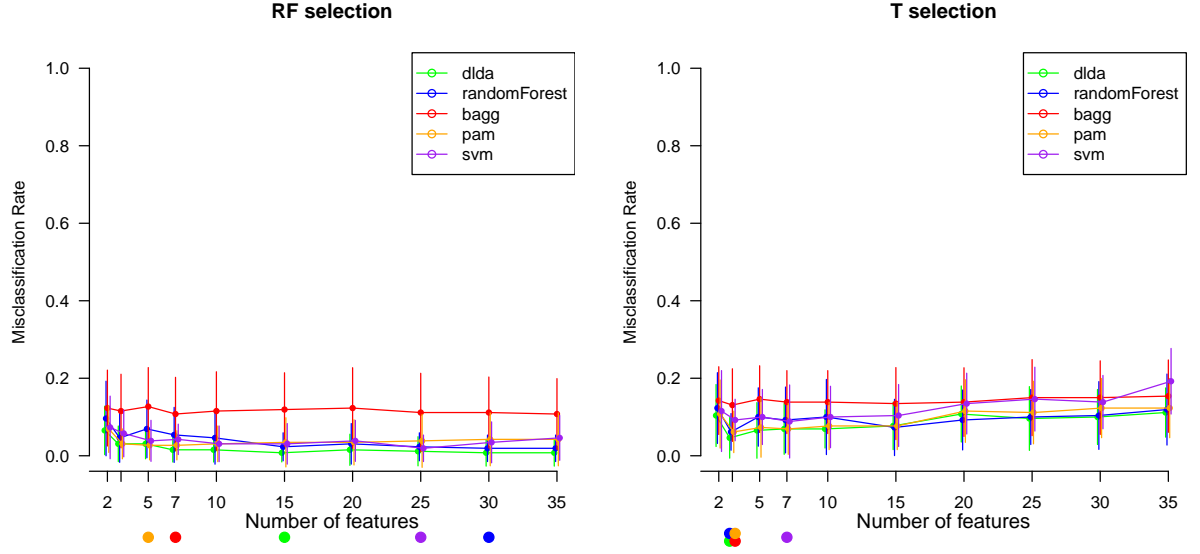 RF selection
1.0
0.8
0.6
0.4
0.2
0.0
Misclassification Rate
dlda
randomForest
bagg
pam
svm
2 5 7 10 15 20 25 30 35
Number of features
T selection
1.0
0.8
0.6
0.4
0.2
0.0
Misclassification Rate
dlda
randomForest
bagg
pam
svm
2 5 7 10 15 20 25 30 35
Number of features